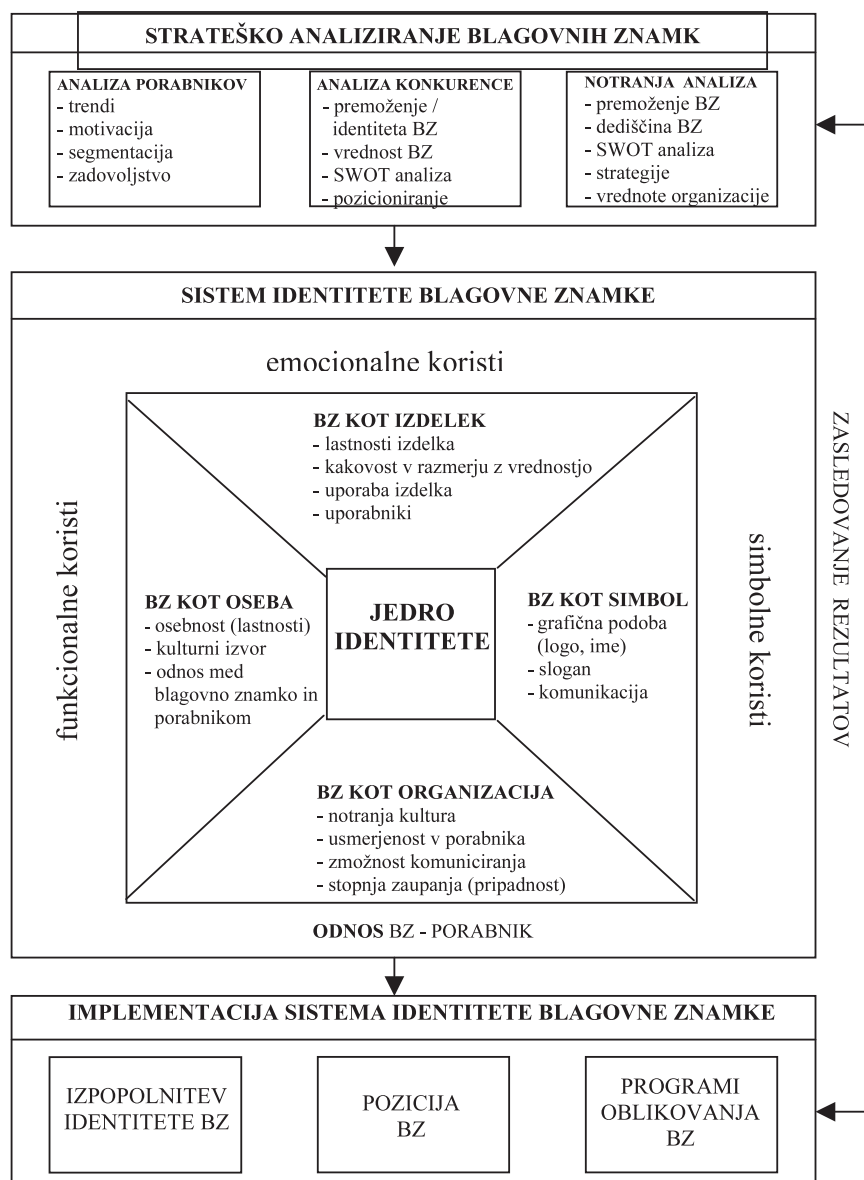 STRATEŠKO ANALIZIRANJE BLAGOVNIH ZNAMK
ANALIZA PORABNIKOV
- trendi
- motivacija
- segmentacija
- zadovoljstvo
ANALIZA KONKURENCE
- premoženje /
identiteta BZ
- vrednost BZ
- SWOT analiza
- pozicioniranje
NOTRANJA ANALIZA
- premoženje BZ
- dediščina BZ
- SWOT analiza
- strategije
- vrednote organizacije
SISTEM IDENTITETE BLAGOVNE ZNAMKE
emocionalne koristi
BZ KOT IZDELEK
- lastnosti izdelka
- kakovost v razmerju z vrednostjo
- uporaba izdelka
- uporabniki
funkcionalne koristi
BZ KOT OSEBA
- osebnost (lastnosti)
- kulturni izvor
- odnos med
blagovno znamko in
porabnikom
JEDRO
IDENTITETE
BZ KOT SIMBOL
- grafična podoba
(logo, ime)
- slogan
- komunikacija
simbolne koristi
ZASLEDOVANJE REZULTATOV
BZ KOT ORGANIZACIJA
- notranja kultura
- usmerjenost v porabnika
- zmožnost komuniciranja
- stopnja zaupanja (pripadnost)
ODNOS BZ - PORABNIK
IMPLEMENTACIJA SISTEMA IDENTITETE BLAGOVNE ZNAMKE
IZPOPOLNITEV
IDENTITETE BZ
POZICIJA
BZ
PROGRAMI
OBLIKOVANJA
BZ